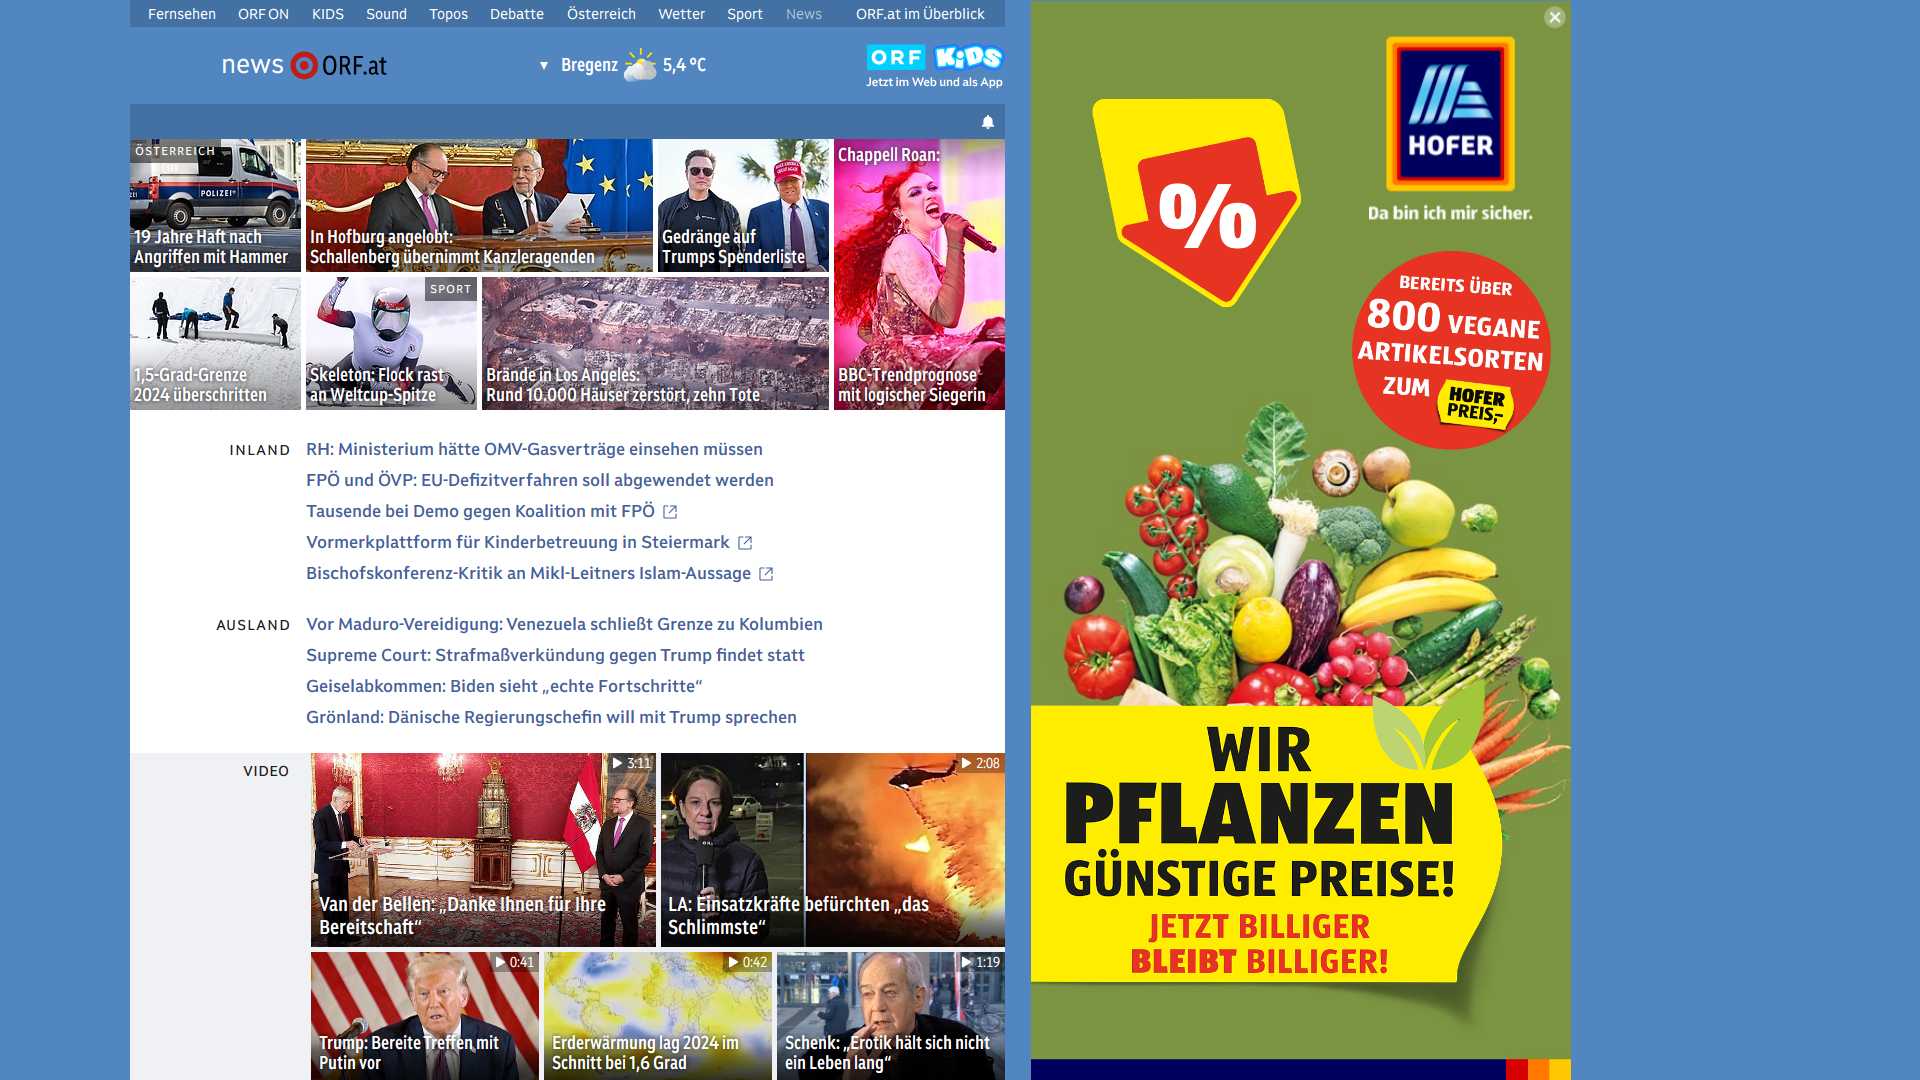 Fernsehen ORF ON KIDS Sound Topos Debatte Österreich Wetter Sport News ORF.at im Überblick
news ORF.at
Bregenz 5,4 °C
ORF KiDS
Jetzt im Web und als App
ÖSTERREICH
POLIZEI
19 Jahre Haft nach
Angriffen mit Hammer
In Hofburg angelobt:
Schallenberg übernimmt Kanzleragenden
Gedränge auf
Trumps Spenderliste
Chappell Roan:
BBC-Trendprognose
mit logischer Siegerin
1,5-Grad-Grenze
2024 überschritten
SPORT
Skeleton: Flock rast
an Weltcup-Spitze
Brände in Los Angeles:
Rund 10.000 Häuser zerstört, zehn Tote
INLAND
RH: Ministerium hätte OMV-Gasverträge einsehen müssen
FPÖ und ÖVP: EU-Defizitverfahren soll abgewendet werden
Tausende bei Demo gegen Koalition mit FPÖ
Vormerkplattform für Kinderbetreuung in Steiermark
Bischofskonferenz-Kritik an Mikl-Leitners Islam-Aussage
AUSLAND
Vor Maduro-Vereidigung: Venezuela schließt Grenze zu Kolumbien
Supreme Court: Strafmaßverkündung gegen Trump findet statt
Geiselabkommen: Biden sieht „echte Fortschritte“
Grönland: Dänische Regierungschefin will mit Trump sprechen
VIDEO
3:11
Van der Bellen: „Danke Ihnen für Ihre
Bereitschaft“
2:08
LA: Einsatzkräfte befürchten „das
Schlimmste“
0:41
Trump: Bereite Treffen mit
Putin vor
0:42
Erderwärmung lag 2024 im
Schnitt bei 1,6 Grad
1:19
Schenk: „Erotik hält sich nicht
ein Leben lang“
%
HOFER
Da bin ich mir sicher.
BEREITS ÜBER
800 VEGANE
ARTIKELSORTEN
ZUM HOFER
PREIS,-
WIR
PFLANZEN
GÜNSTIGE PREISE!
JETZT BILLIGER
BLEIBT BILLIGER!